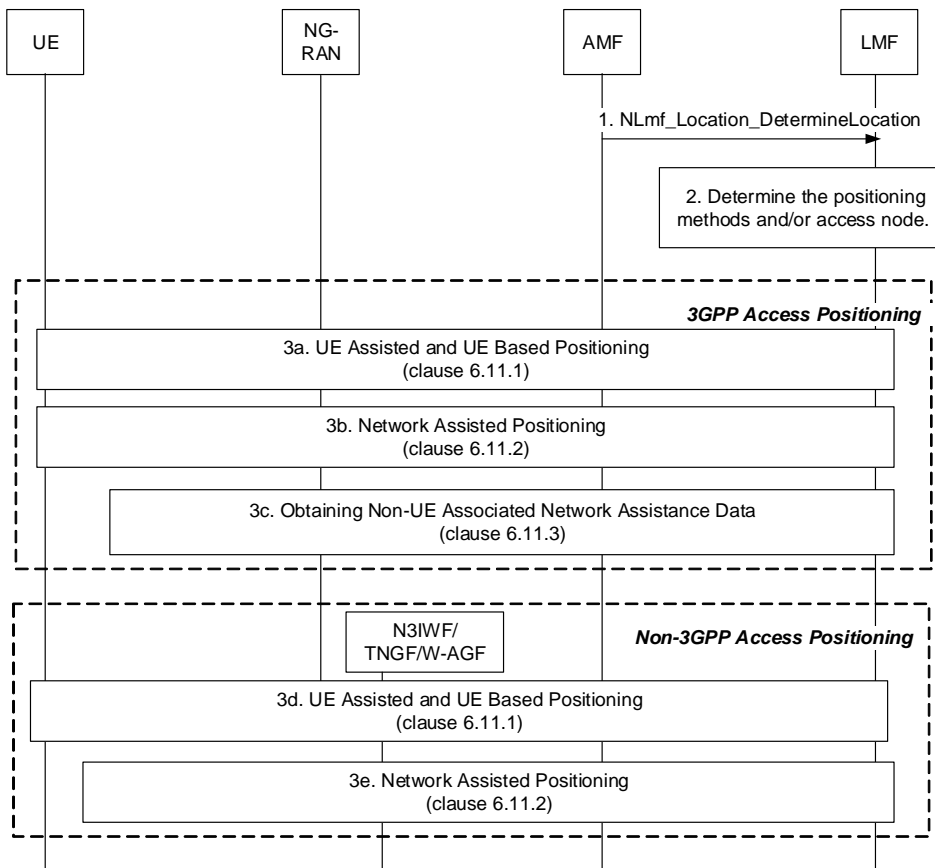 UE
NG-
RAN
AMF
LMF
1. NLmf_Location_DetermineLocation
2. Determine the positioning
methods and/or access node.
3GPP Access Positioning
3a. UE Assisted and UE Based Positioning
(clause 6.11.1)
3b. Network Assisted Positioning
(clause 6.11.2)
3c. Obtaining Non-UE Associated Network Assistance Data
(clause 6.11.3)
N3IWF/
TNGF/W-AGF
Non-3GPP Access Positioning
3d. UE Assisted and UE Based Positioning
(clause 6.11.1)
3e. Network Assisted Positioning
(clause 6.11.2)